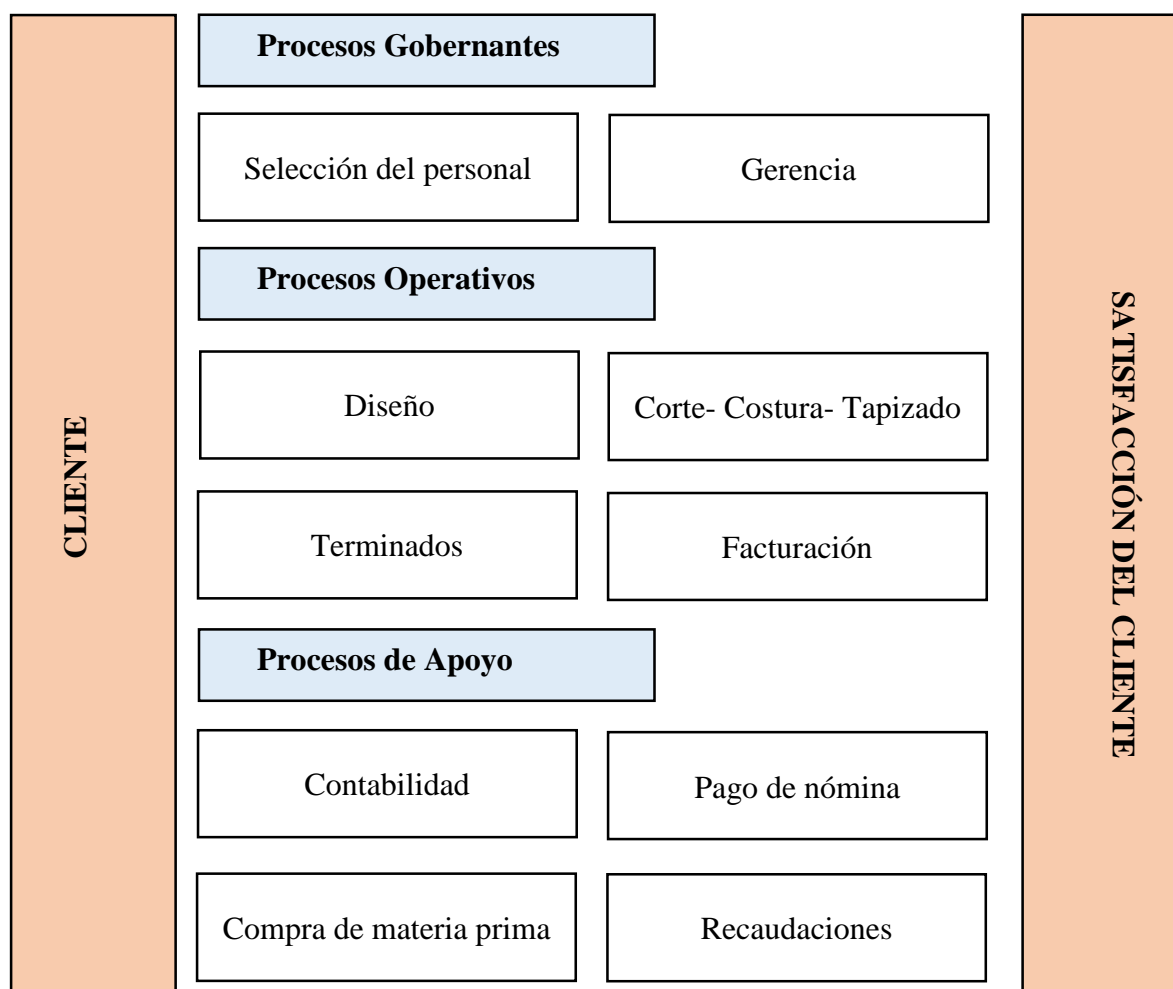 CLIENTE
Procesos Gobernantes
Selección del personal
Gerencia
Procesos Operativos
Diseño
Corte- Costura- Tapizado
Terminados
Facturación
Procesos de Apoyo
Contabilidad
Pago de nómina
Compra de materia prima
Recaudaciones
SATISFACCIÓN DEL CLIENTE